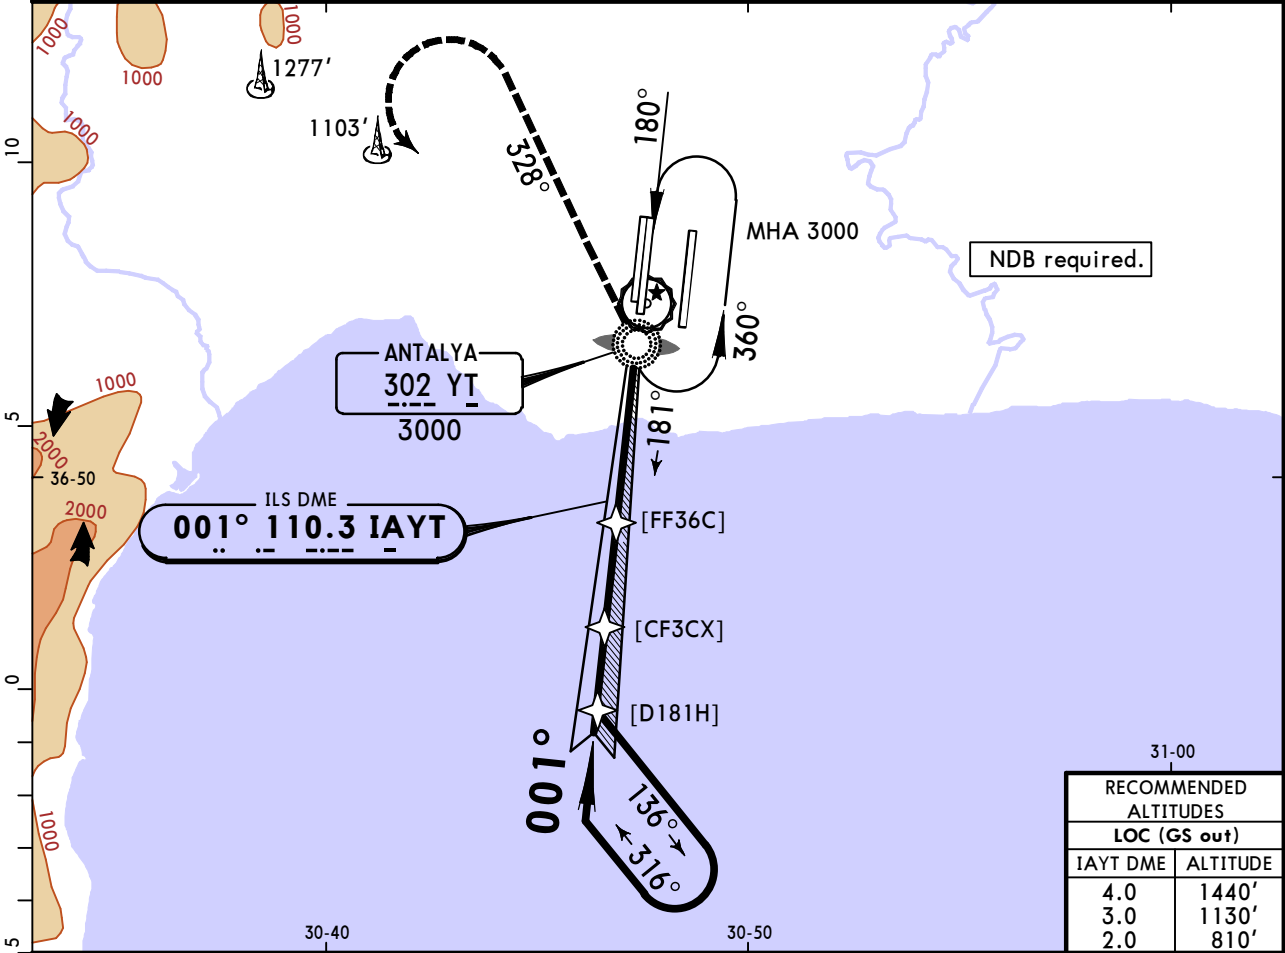 1000
1000
1000
1277'
1103'
1000
10
328°
180°
MHA 3000
NDB required.
360°
ANTALYA
302 YT
3000
181°
1000
5
2000
36-50
2000
ILS DME
001° 110.3 IAYT
[FF36C]
[CF3CX]
0
[D181H]
001°
136°
316°
1000
31-00
RECOMMENDED
ALTITUDES
LOC (GS out)
IAYT DME ALTITUDE
4.0 1440'
3.0 1130'
2.0 810'
5
30-40
30-50